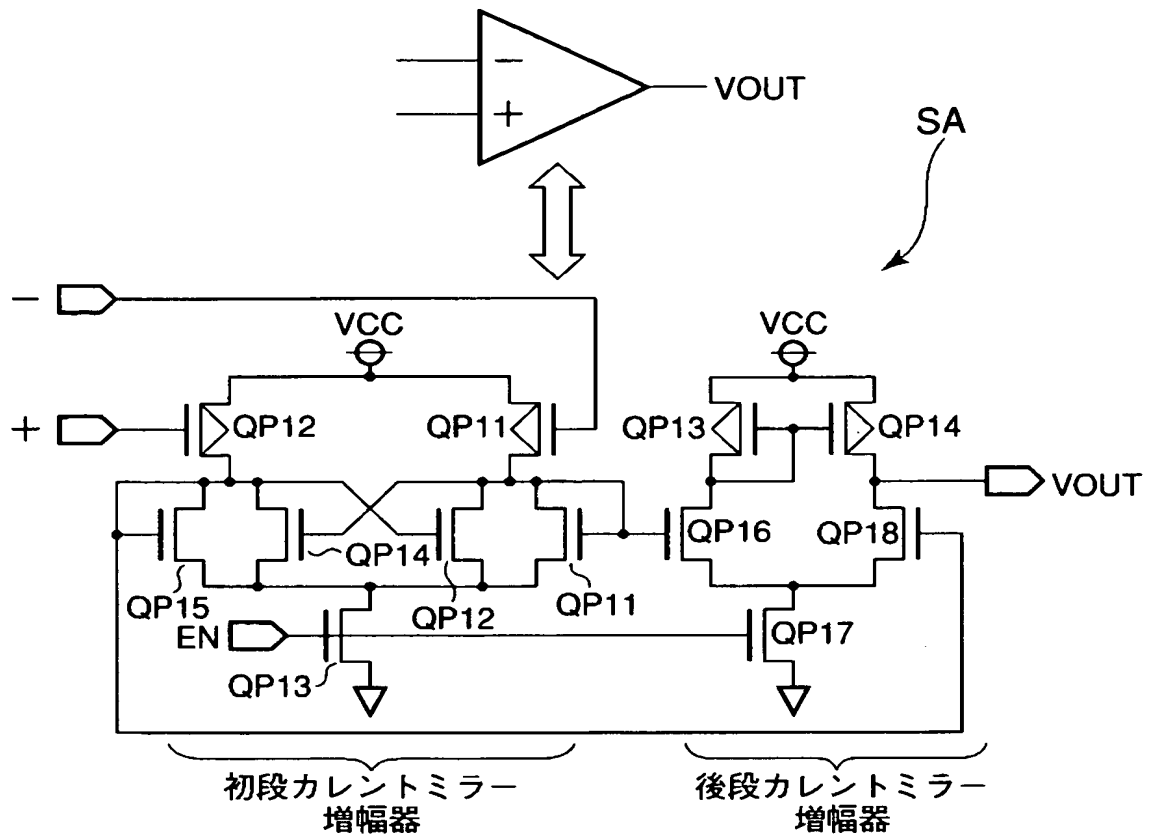 −
+
VOUT
SA
−
VCC
VCC
+
QP12
QP11
QP13
QP14
VOUT
QP14
QP16
QP18
QP15
QP12
QP11
EN
QP17
QP13
初段カレントミラー
増幅器
後段カレントミラー
増幅器